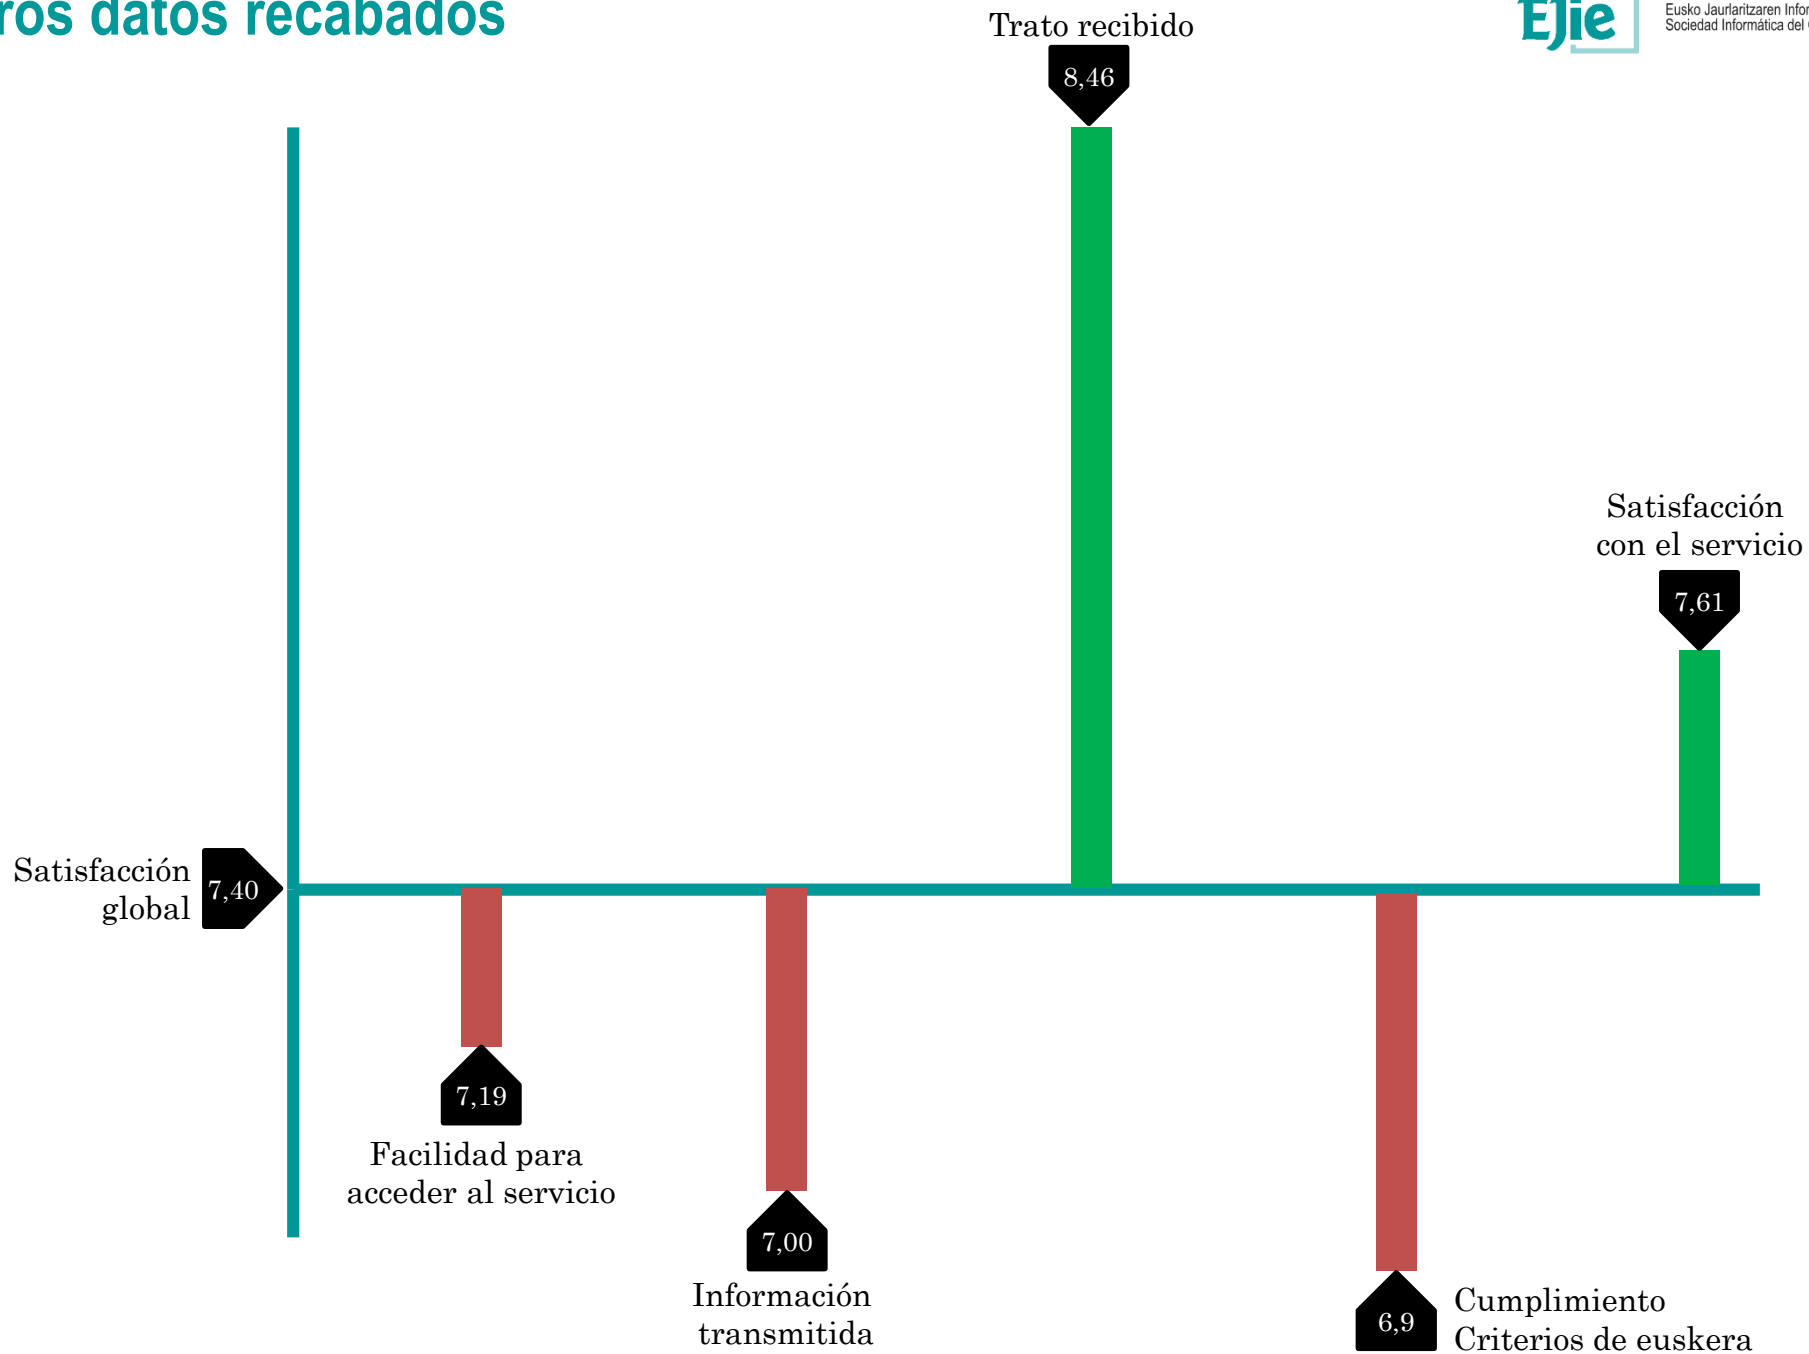 datos recabados
EJie
Eusko Jaurlaritzaren
Sociedad Informática del
Trato recibido
8,46
Satisfacción
con el servicio
7,61
Satisfacción
global
7,40
7,19
Facilidad para
acceder al servicio
7,00
Información
transmitida
6,9
Cumplimiento
Criterios de euskera